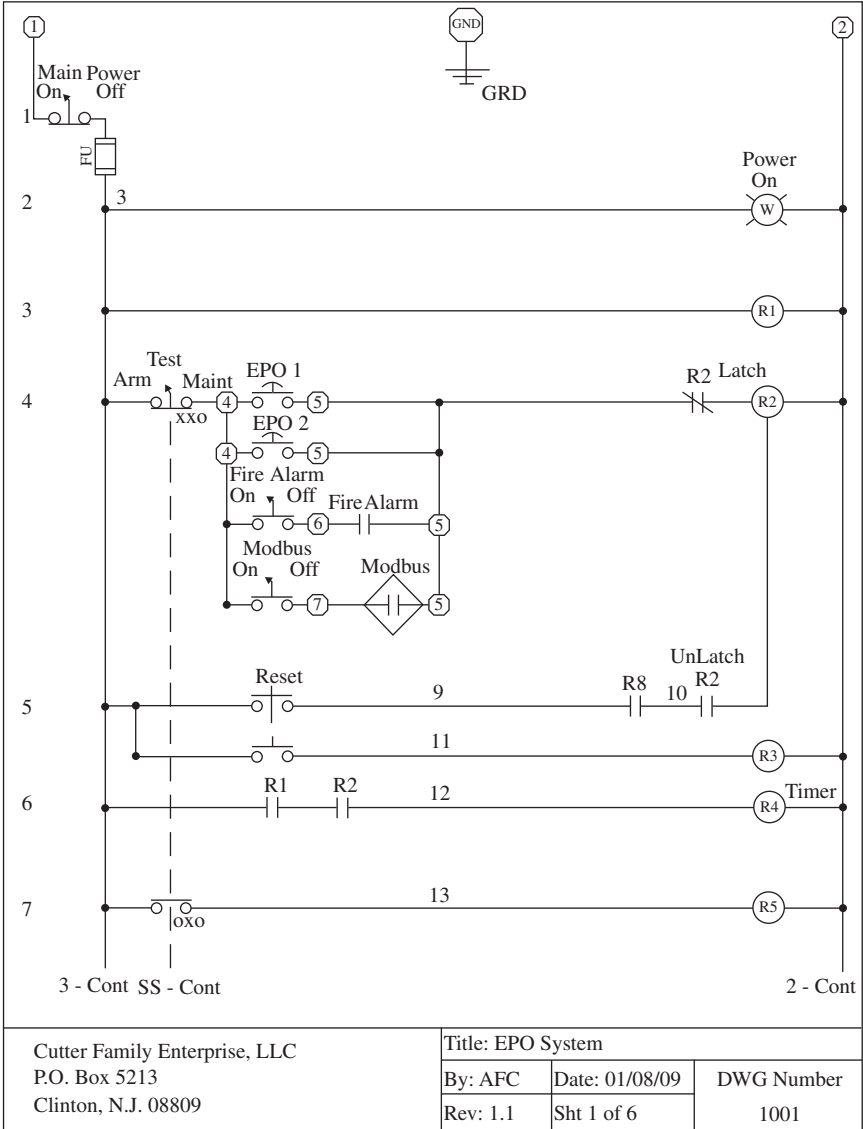 1 GND 2
Main Power
On Off
GRD
1
FU
Power
On
2 3 W
3 R1
Test
Arm Maint EPO 1 R2 Latch
4 xxo 4 5 R2
EPO 2
4 5
Fire Alarm
On Off Fire Alarm
6 5
Modbus
On Off Modbus
7 5
UnLatch
Reset R8 R2
5 9 10
11 R3
R1 R2 12 Timer
6 R4
13
7 oxo R5
3 - Cont SS - Cont 2 - Cont
Cutter Family Enterprise, LLC
P.O. Box 5213
Clinton, N.J. 08809
Title: EPO System
By: AFC Date: 01/08/09 DWG Number
Rev: 1.1 Sht 1 of 6 1001